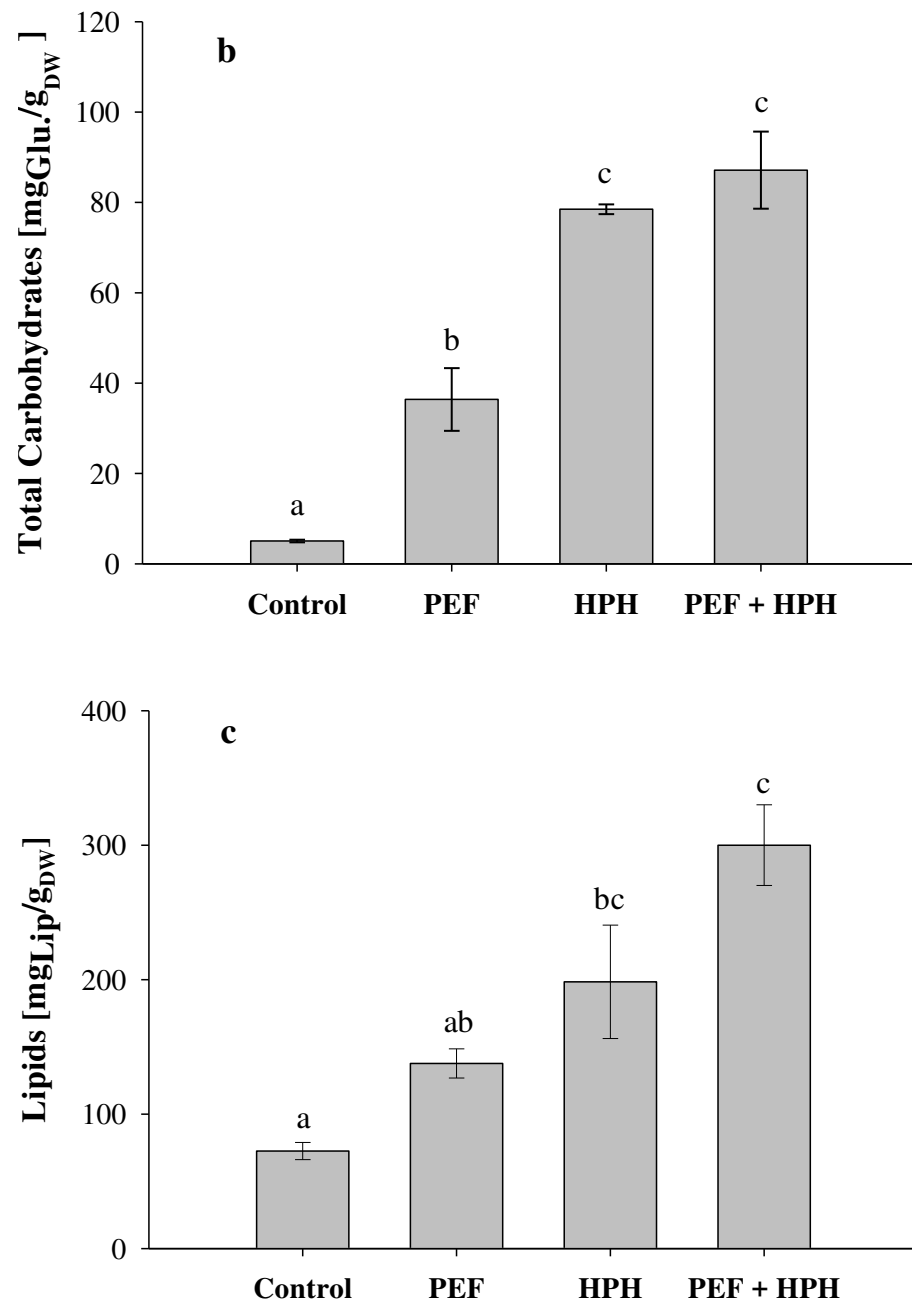 120
b
100
c
c
80
60
b
40
20
a
0
Control PEF HPH PEF + HPH
Total Carbohydrates [mgGlu./gDW ]
400
c
c
300
bc
200
ab
100
a
0
Control PEF HPH PEF + HPH
Lipids [mgLip/gDW]